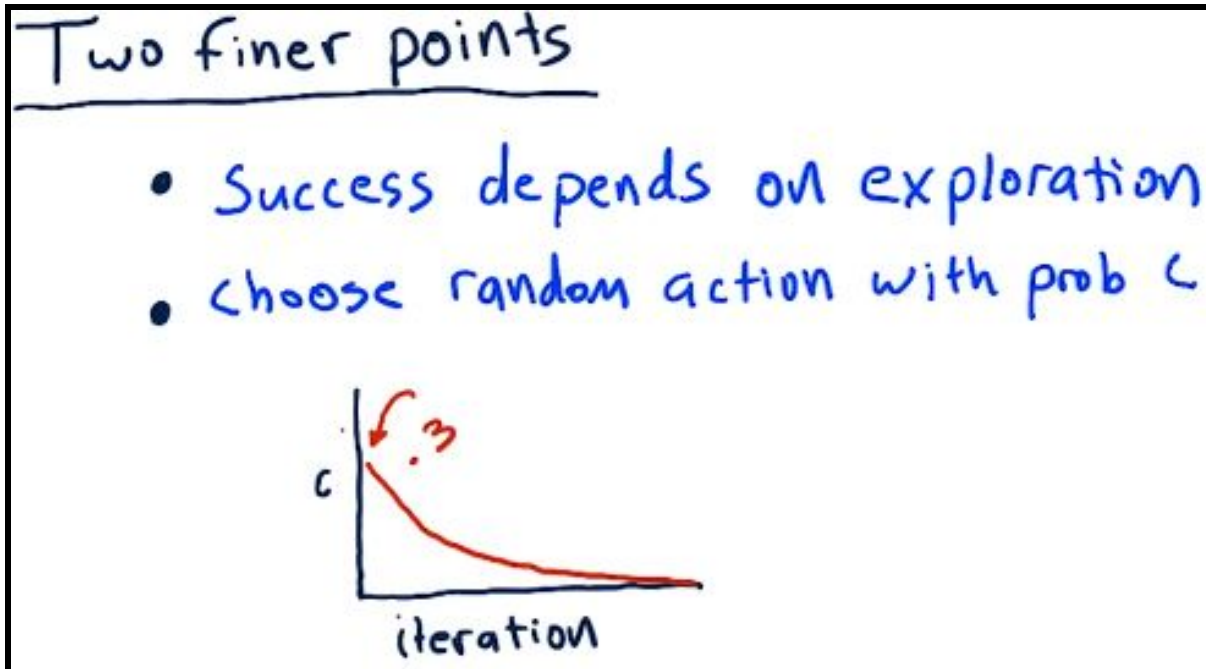 Two finer points
• Success depends on exploration
• choose random action with prob c
.3
c
iteration